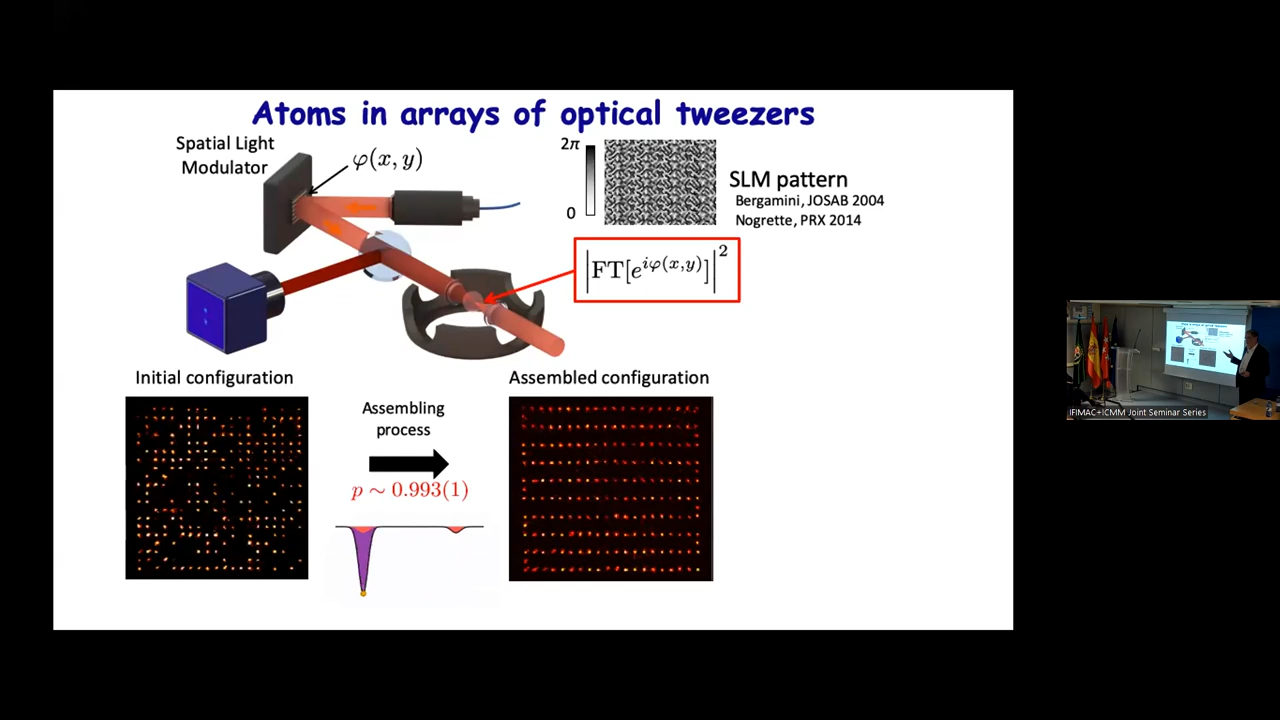 Atoms in arrays of optical tweezers
Spatial Light
Modulator
φ(x, y)
2π
0
SLM pattern
Bergamini, JOSAB 2004
Nogrette, PRX 2014
|FT[e^{iφ(x,y)}]|^2
Initial configuration
Assembling
process
p ∼ 0.993(1)
Assembled configuration
IFIMAC+ICMM Joint Seminar Series